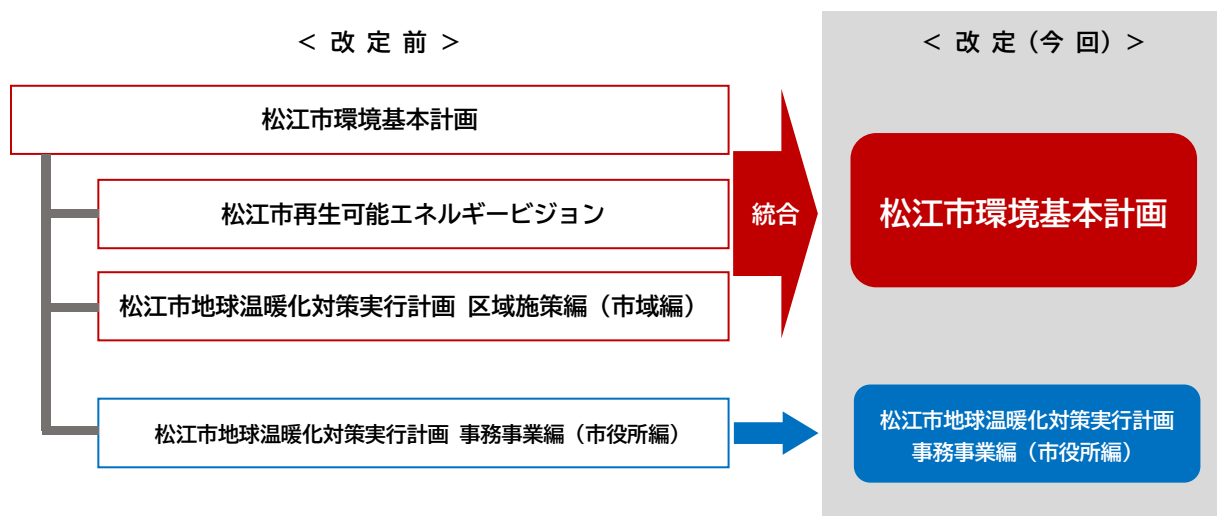 < 改 定 前 >
< 改 定 (今 回) >
松江市環境基本計画
松江市再生可能エネルギービジョン
松江市地球温暖化対策実行計画 区域施策編（市域編）
松江市地球温暖化対策実行計画 事務事業編（市役所編）
統合
松江市環境基本計画
松江市地球温暖化対策実行計画
事務事業編（市役所編）